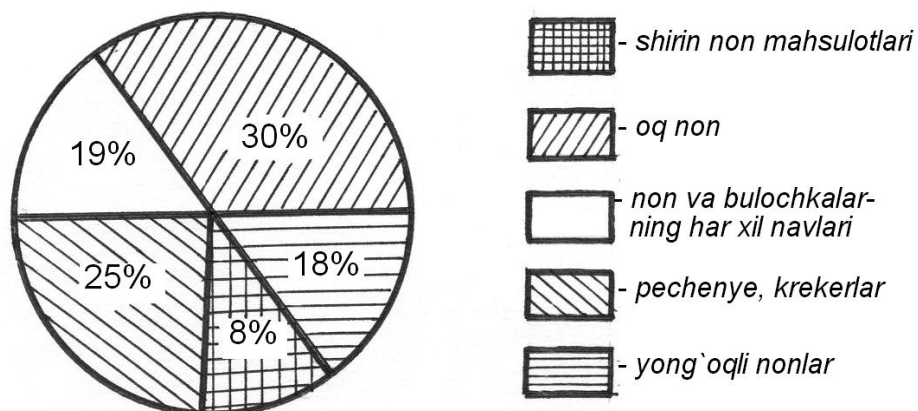 30%
19%
25%
18%
8%
- shirin non mahsulotlari
- oq non
- non va bulochkalar-
ning har xil navlari
- pechenye, krekerlar
- yong`oqli nonlar